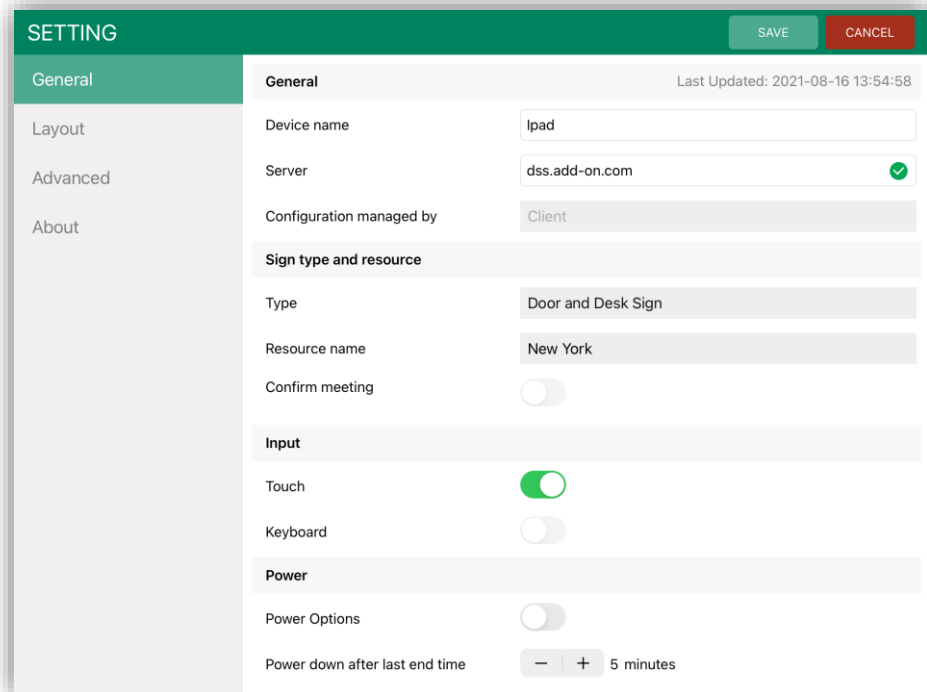 SETTING
SAVE
CANCEL
General
Layout
Advanced
About
General
Last Updated: 2021-08-16 13:54:58
Device name
Ipad
Server
dss.add-on.com
Configuration managed by
Client
Sign type and resource
Type
Door and Desk Sign
Resource name
New York
Confirm meeting
Input
Touch
Keyboard
Power
Power Options
Power down after last end time
− + 5 minutes